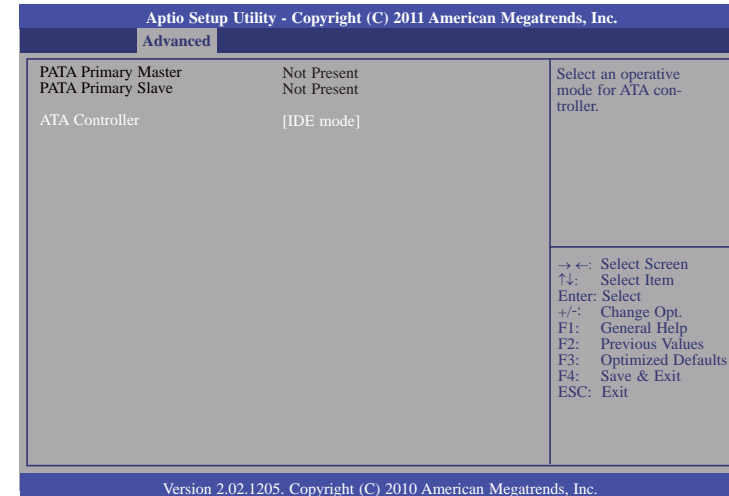 Aptio Setup Utility - Copyright (C) 2011 American Megatrends, Inc.
Advanced
PATA Primary Master Not Present
PATA Primary Slave Not Present
ATA Controller [IDE mode]
Select an operative
mode for ATA con-
troller.
→←: Select Screen
↑↓: Select Item
Enter: Select
+/-: Change Opt.
F1: General Help
F2: Previous Values
F3: Optimized Defaults
F4: Save & Exit
ESC: Exit
Version 2.02.1205. Copyright (C) 2010 American Megatrends, Inc.